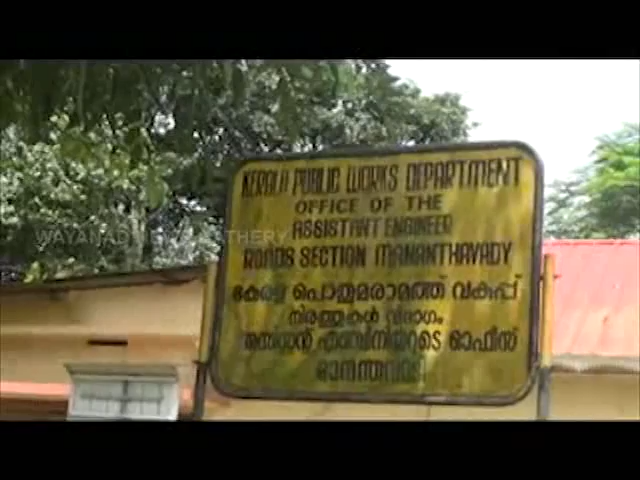 KERALA PUBLIC WORKS DEPARTMENT
OFFICE OF THE
ASSISTANT ENGINEER
ROADS SECTION MANANTHAVADY
കേരള പൊതുമരാമത്ത് വകുപ്പ്
നിരത്തുകൾ വിഭാഗം
അസിസ്റ്റന്റ് എഞ്ചിനീയറുടെ ഓഫീസ്
മാനന്തവാടി
WAYANAD